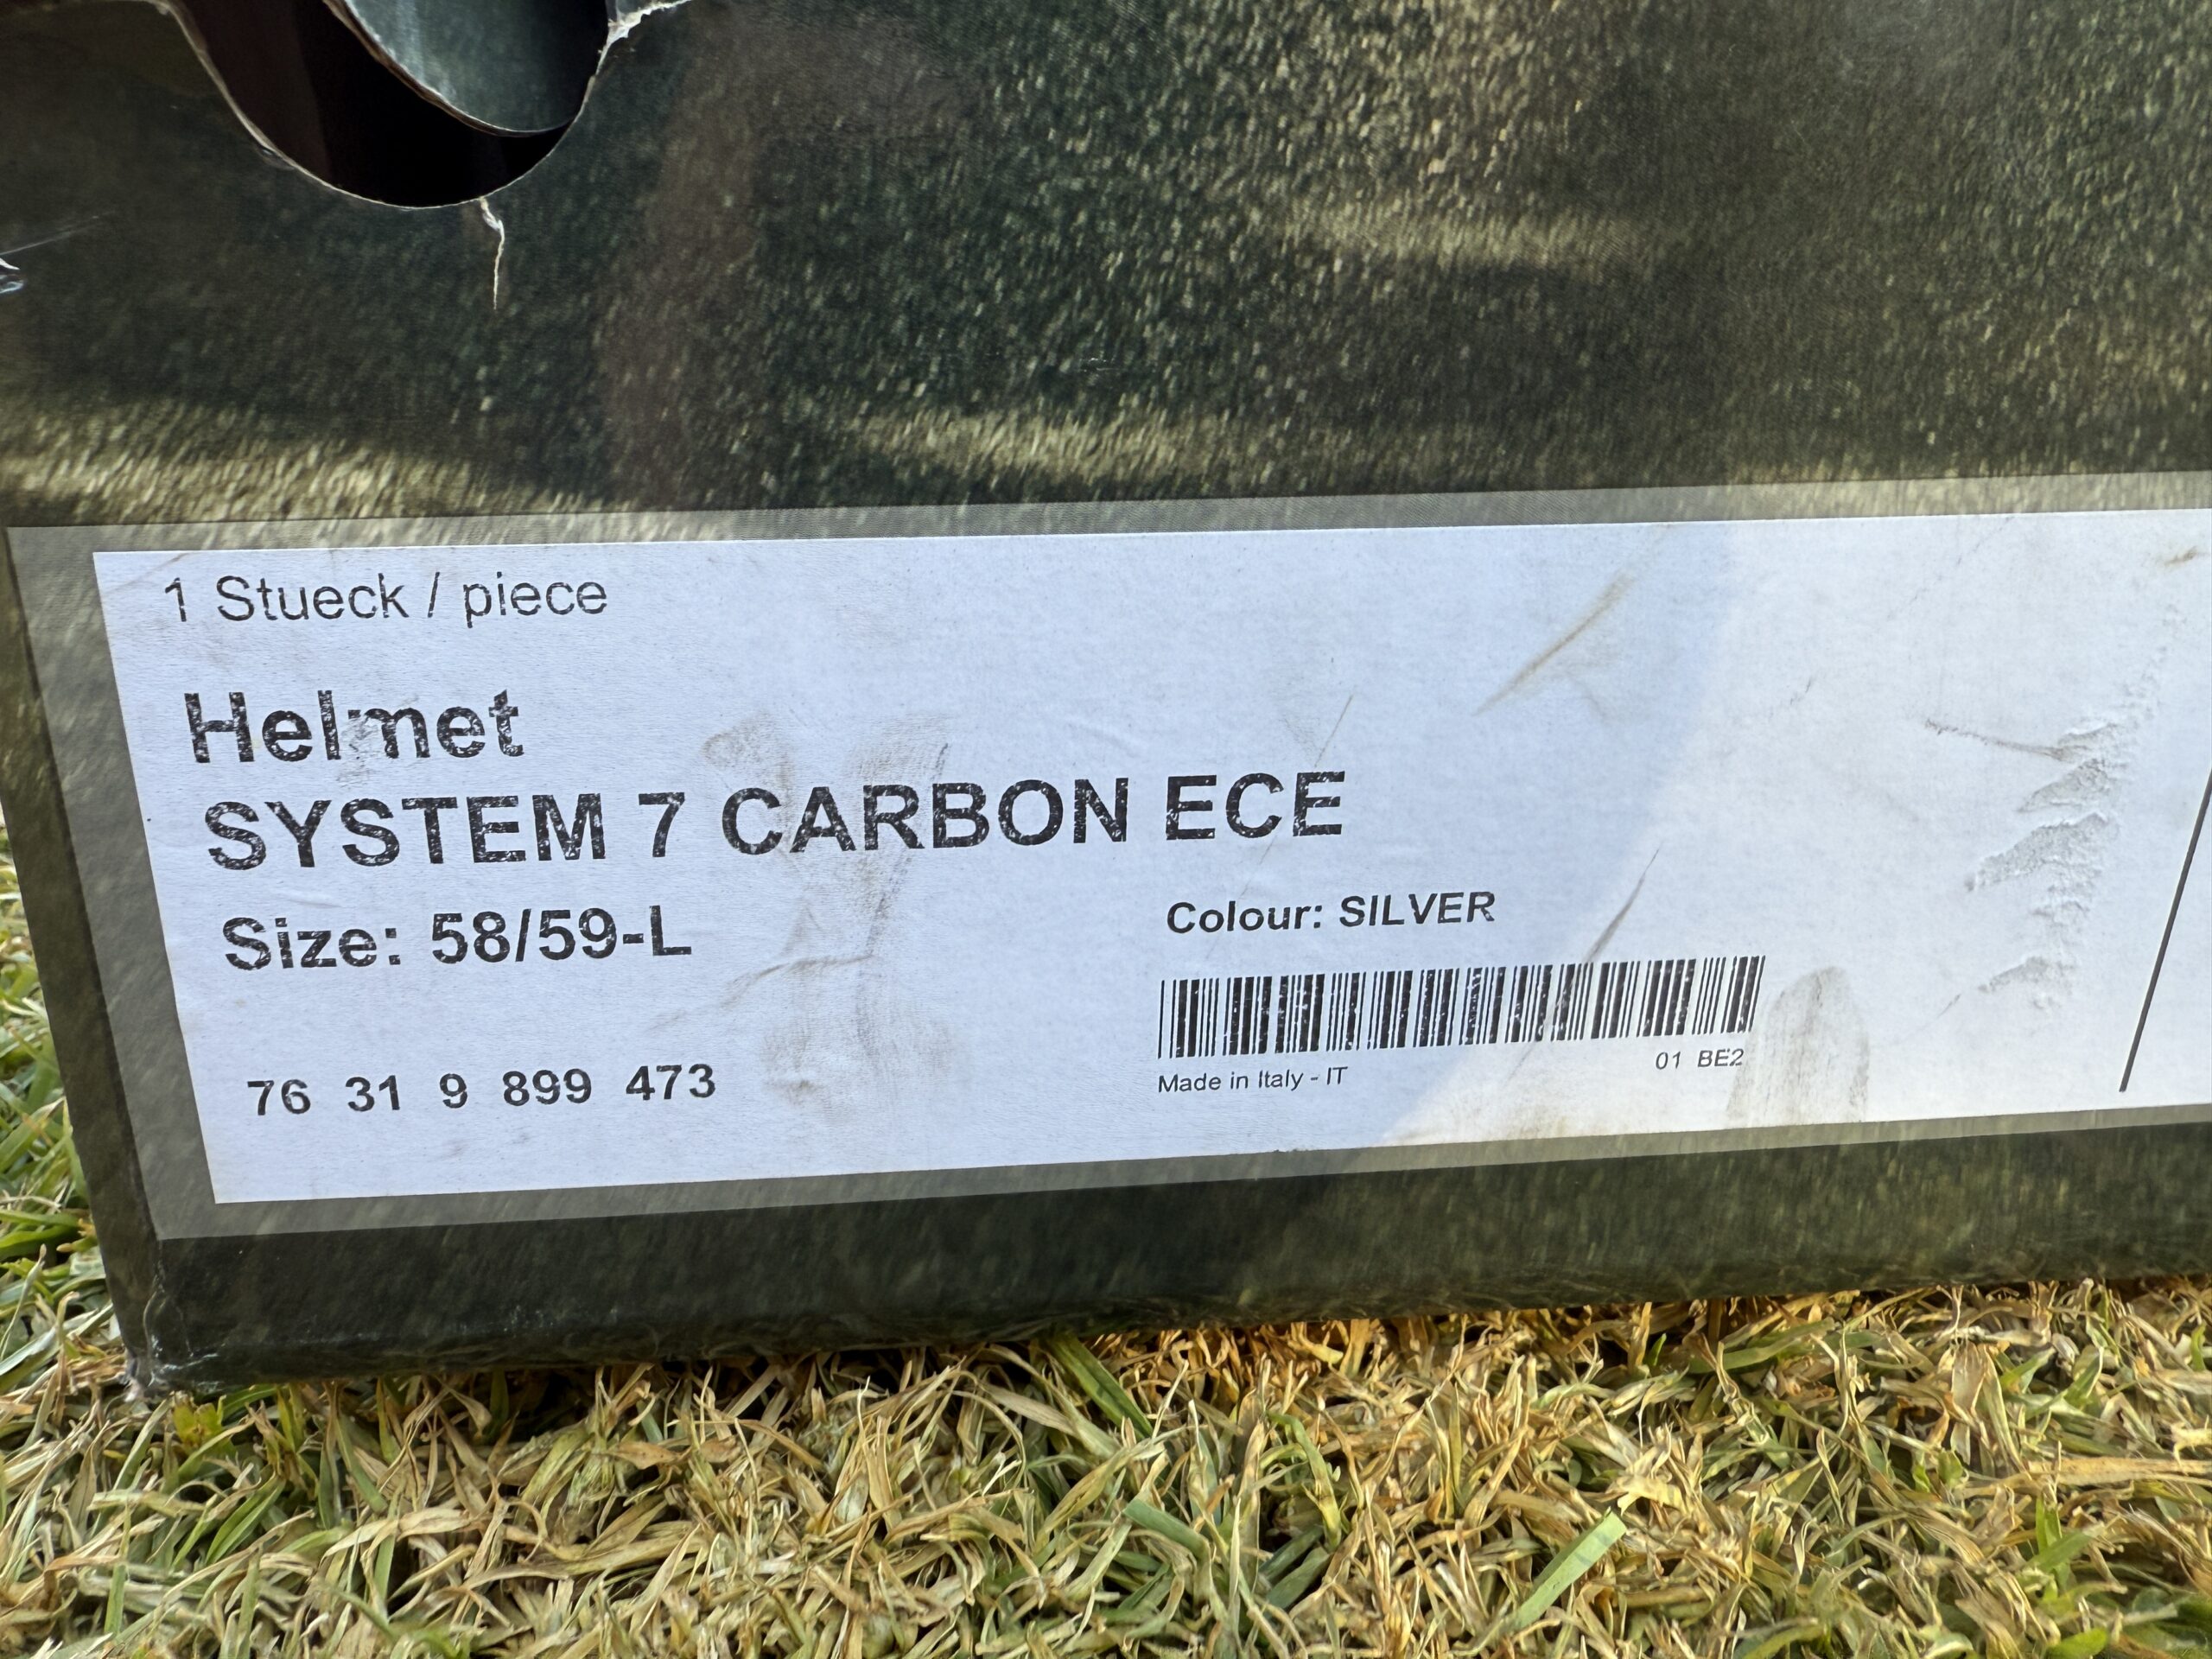 1 Stueck / piece
Helmet
SYSTEM 7 CARBON ECE
Size: 58/59-L
Colour: SILVER
76 31 9 899 473
Made in Italy - IT
01 BE2